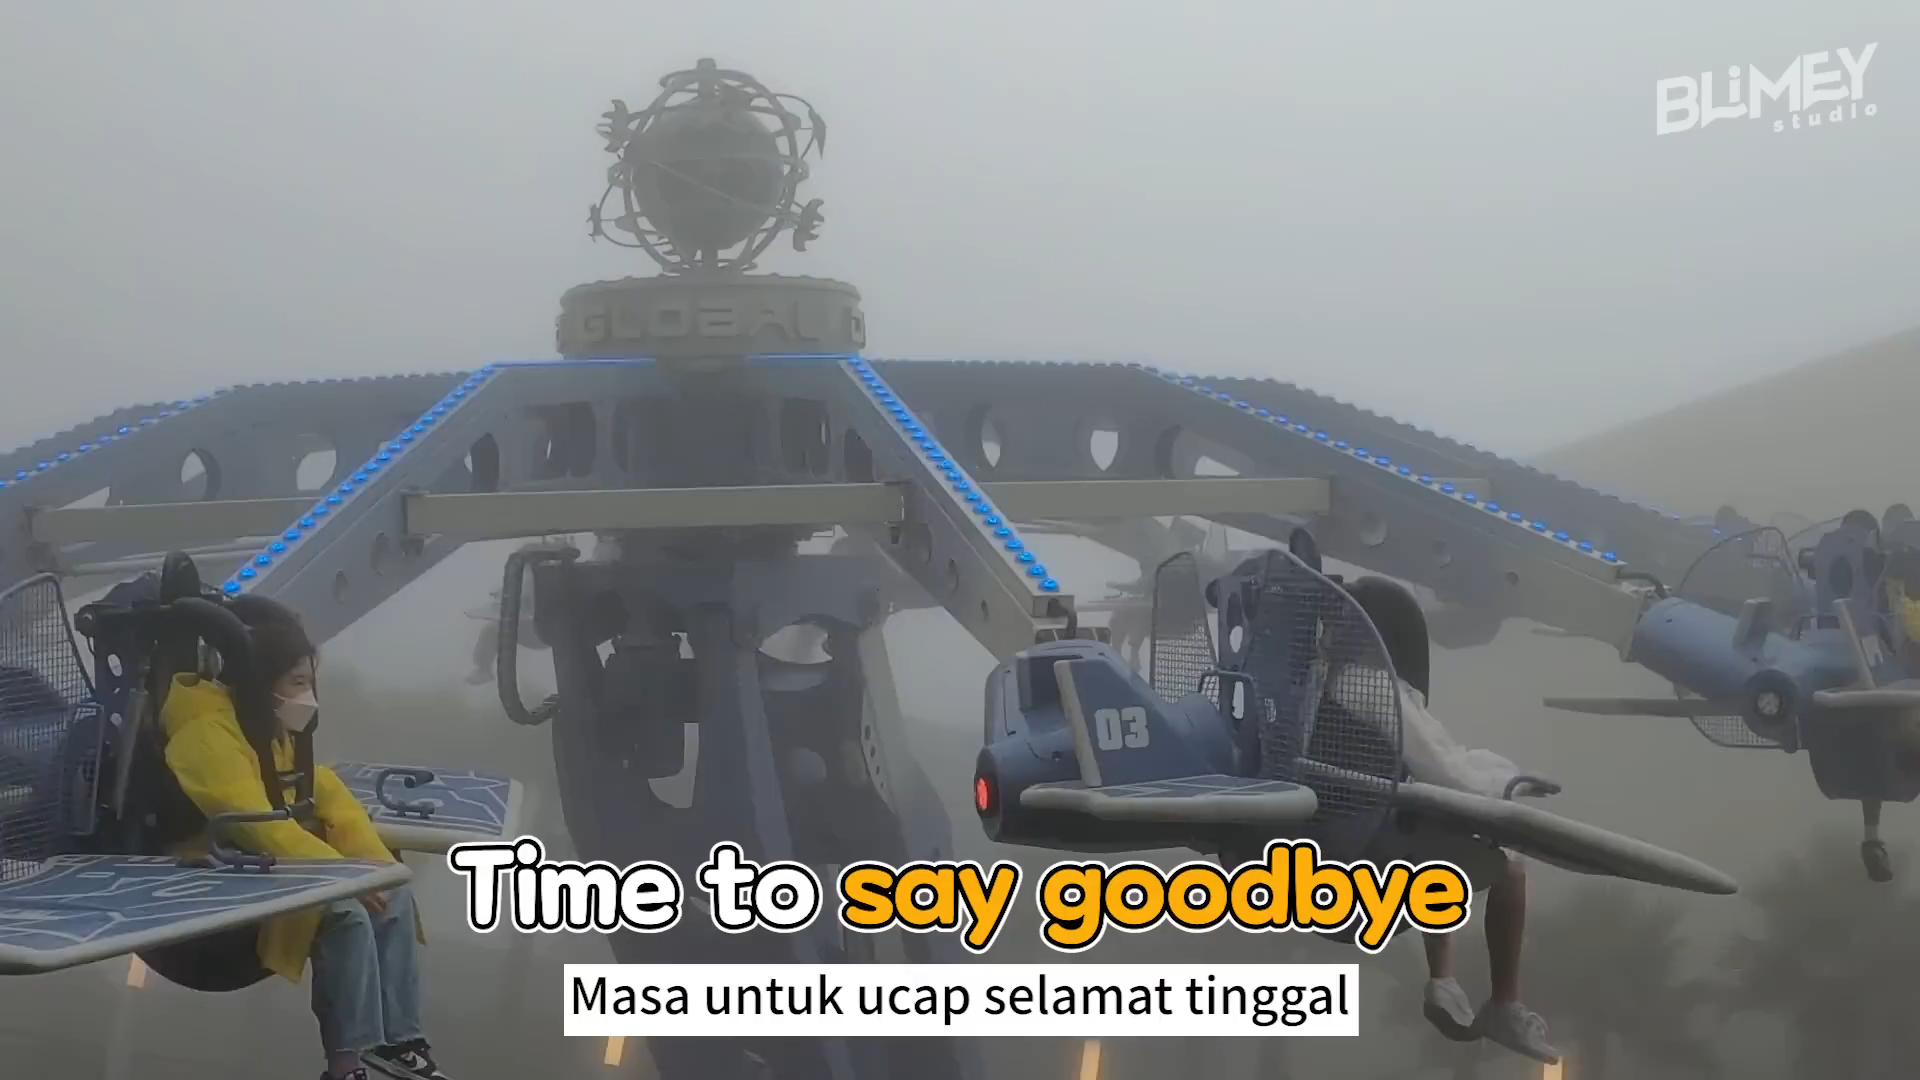 BLiMEY
studio
GLOBAL
03
Time to say goodbye
Masa untuk ucap selamat tinggal